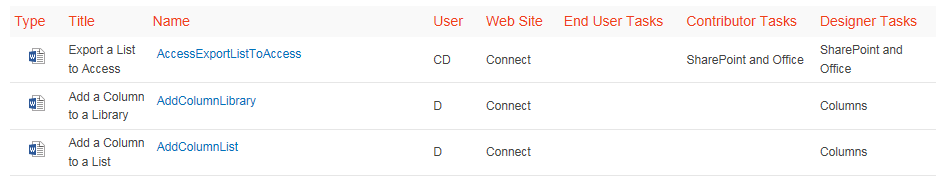 Type Title Name User Web Site End User Tasks Contributor Tasks Designer Tasks
Export a List AccessExportListToAccess SharePoint and
to Access CD Connect SharePoint and Office Office
Add a Column AddColumnLibrary
to a Library D Connect Columns
Add a Column AddColumnList
to a List D Connect Columns